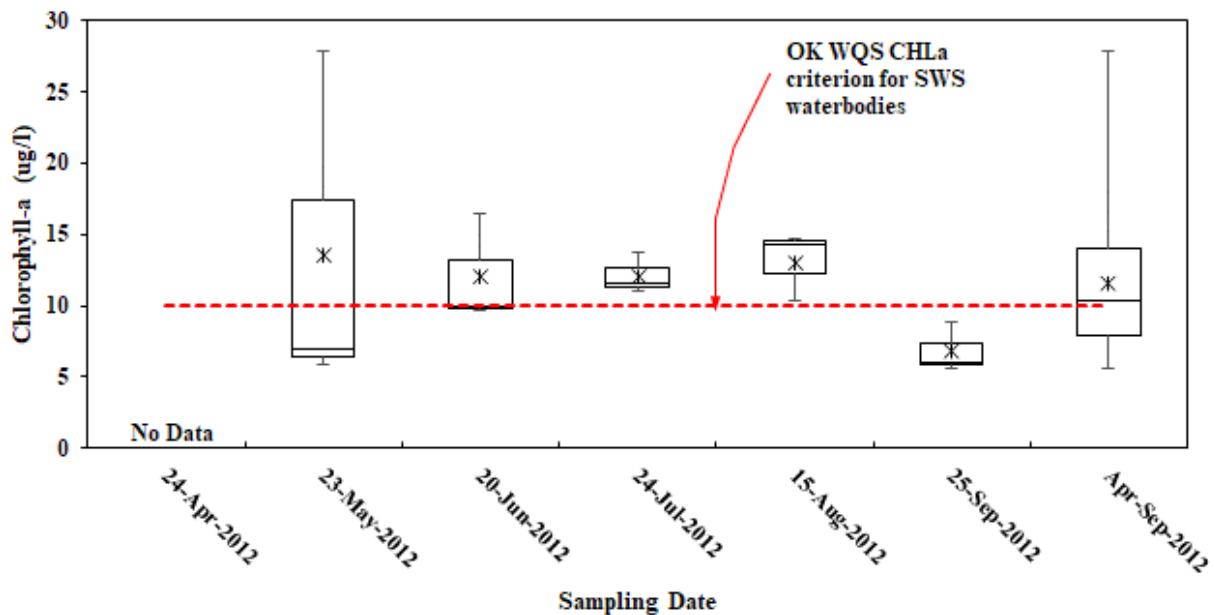 30
25
20
15
10
5
0
Chlorophyll-a (ug/l)
OK WQS CHLa
criterion for SWS
waterbodies
No Data
24-Apr-2012
23-May-2012
20-Jun-2012
24-Jul-2012
15-Aug-2012
25-Sep-2012
Apr-Sep-2012
Sampling Date